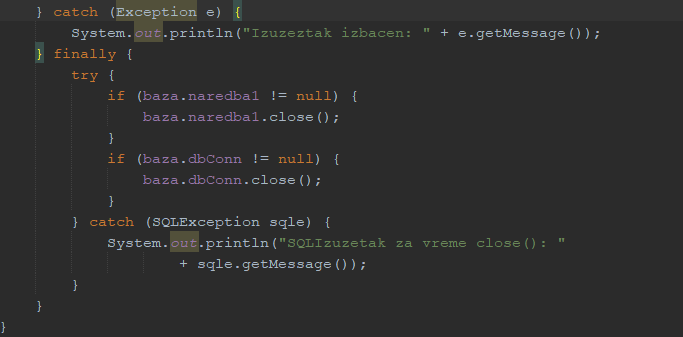 } catch (Exception e) {
System.out.println("Izuzeztak izbacen: " + e.getMessage());
} finally {
try {
if (baza.naredba1 != null) {
baza.naredba1.close();
}
if (baza.dbConn != null) {
baza.dbConn.close();
}
} catch (SQLException sqle) {
System.out.println("SQLIzuzetak za vreme close(): "
+ sqle.getMessage());
}
}
}